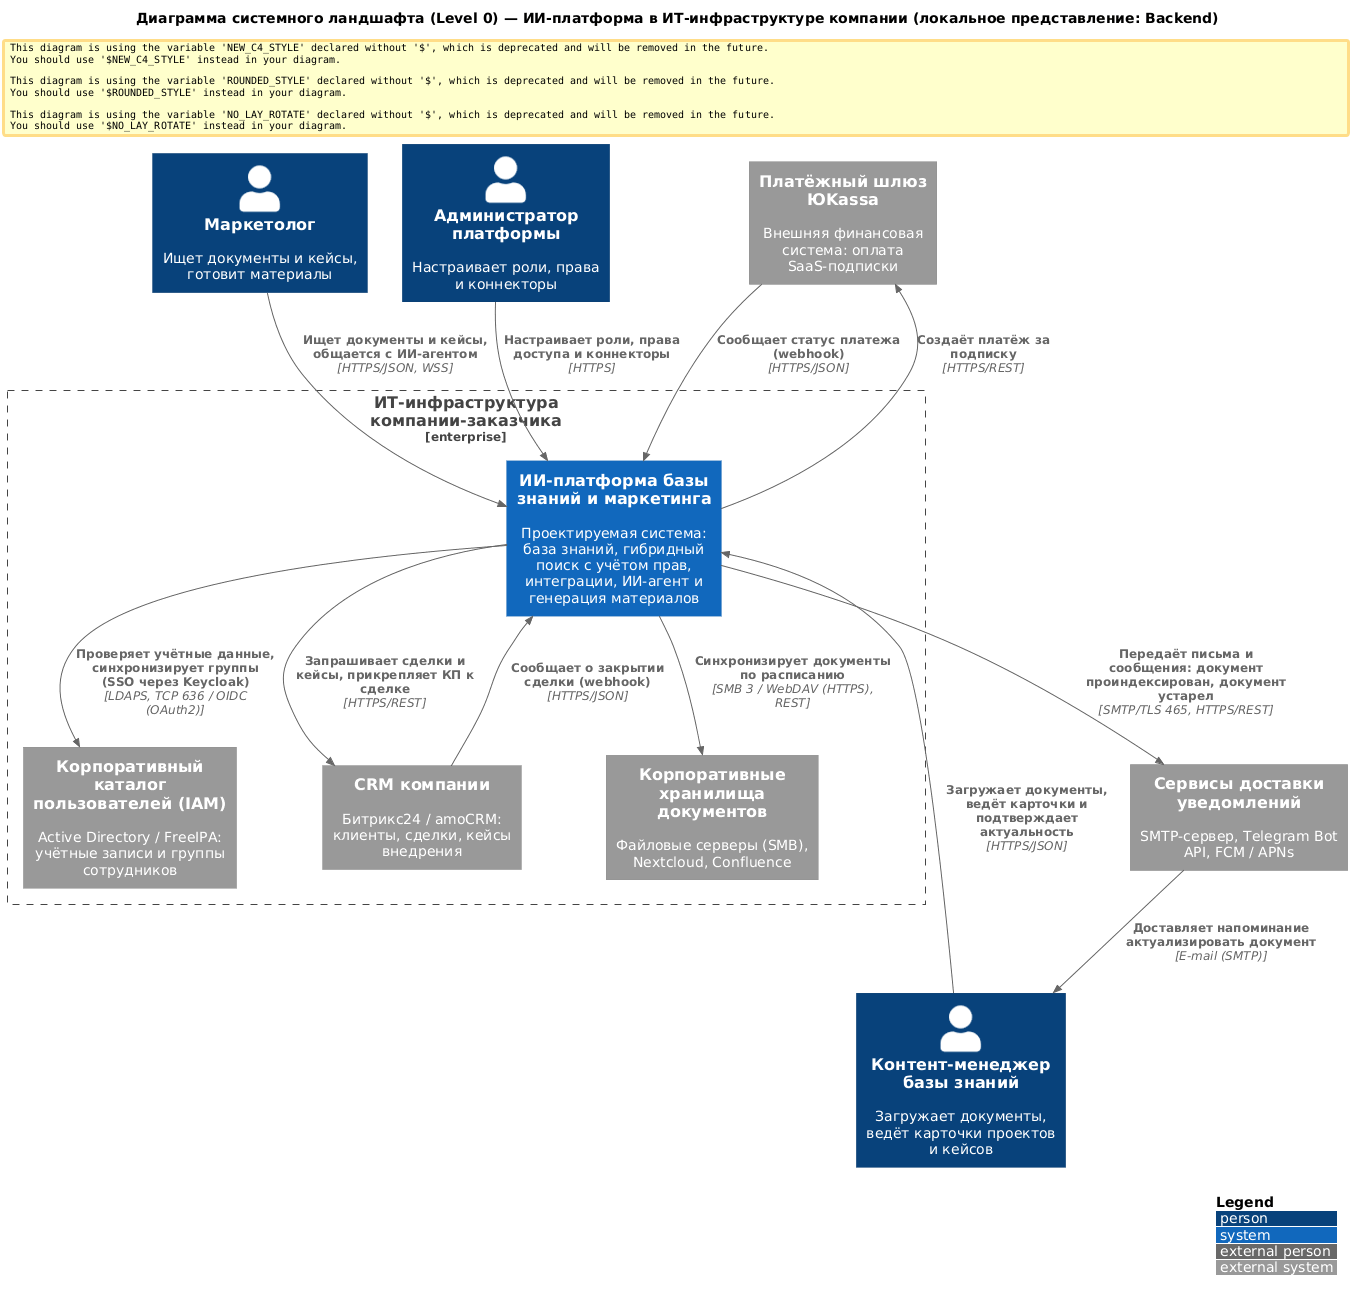 Диаграмма системного ландшафта (Level 0) — ИИ-платформа в ИТ-инфраструктуре компании (локальное представление: Backend)
This diagram is using the variable 'NEW_C4_STYLE' declared without '$', which is deprecated and will be removed in the future.
You should use '$NEW_C4_STYLE' instead in your diagram.
This diagram is using the variable 'ROUNDED_STYLE' declared without '$', which is deprecated and will be removed in the future.
You should use '$ROUNDED_STYLE' instead in your diagram.
This diagram is using the variable 'NO_LAY_ROTATE' declared without '$', which is deprecated and will be removed in the future.
You should use '$NO_LAY_ROTATE' instead in your diagram.
Маркетолог
Ищет документы и кейсы,
готовит материалы
Администратор
платформы
Настраивает роли, права
и коннекторы
Платёжный шлюз
ЮKassa
Внешняя финансовая
система: оплата
SaaS-подписки
Ищет документы и кейсы,
общается с ИИ-агентом
[HTTPS/JSON, WSS]
Настраивает роли, права
доступа и коннекторы
[HTTPS]
Сообщает статус платежа
(webhook)
[HTTPS/JSON]
Создаёт платёж за
подписку
[HTTPS/REST]
ИТ-инфраструктура
компании-заказчика
[enterprise]
ИИ-платформа базы
знаний и маркетинга
Проектируемая система:
база знаний, гибридный
поиск с учётом прав,
интеграции, ИИ-агент и
генерация материалов
Проверяет учётные данные,
синхронизирует группы
(SSO через Keycloak)
[LDAPS, TCP 636 / OIDC
(OAuth2)]
Запрашивает сделки и
кейсы, прикрепляет КП к
сделке
[HTTPS/REST]
Сообщает о закрытии
сделки (webhook)
[HTTPS/JSON]
Синхронизирует документы
по расписанию
[SMB 3 / WebDAV (HTTPS),
REST]
Передаёт письма и
сообщения: документ
проиндексирован, документ
устарел
[SMTP/TLS 465, HTTPS/REST]
Корпоративный
каталог
пользователей (IAM)
Active Directory / FreeIPA:
учётные записи и группы
сотрудников
CRM компании
Битрикс24 / amoCRM:
клиенты, сделки, кейсы
внедрения
Корпоративные
хранилища
документов
Файловые серверы (SMB),
Nextcloud, Confluence
Загружает документы,
ведёт карточки и
подтверждает
актуальность
[HTTPS/JSON]
Сервисы доставки
уведомлений
SMTP-сервер, Telegram Bot
API, FCM / APNs
Доставляет напоминание
актуализировать документ
[E-mail (SMTP)]
Контент-менеджер
базы знаний
Загружает документы,
ведёт карточки проектов
и кейсов
Legend
person
system
external person
external system